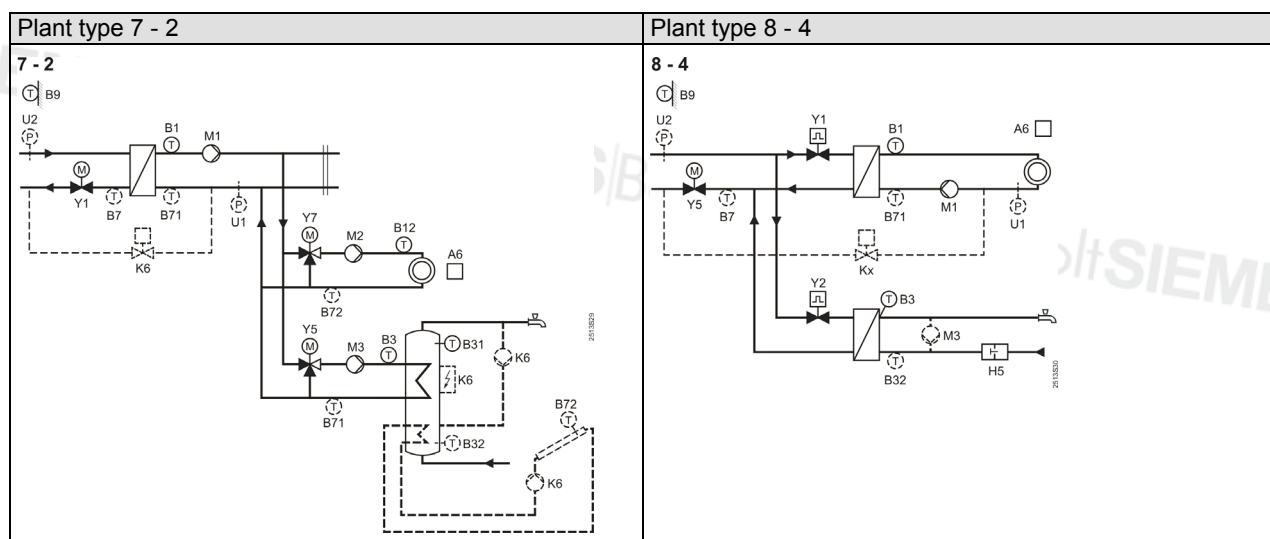 Plant type 7 - 2
Plant type 8 - 4
7 - 2
T B9
U2
P
B1
T
M1
M
Y1
T
B7
T
B71
P
U1
K6
Y7
M
M2
B12
T
A6
T
B72
Y5
M
M3
B3
T
T B31
K6
K6
T
B71
T B32
B72
T
K6
2513S29
8 - 4
T B9
U2
P
Y1
B1
T
A6
M
Y5
T
B7
T
B71
M1
P
U1
Kx
Y2
T B3
M3
T
B32
H5
2513S30
SIEM